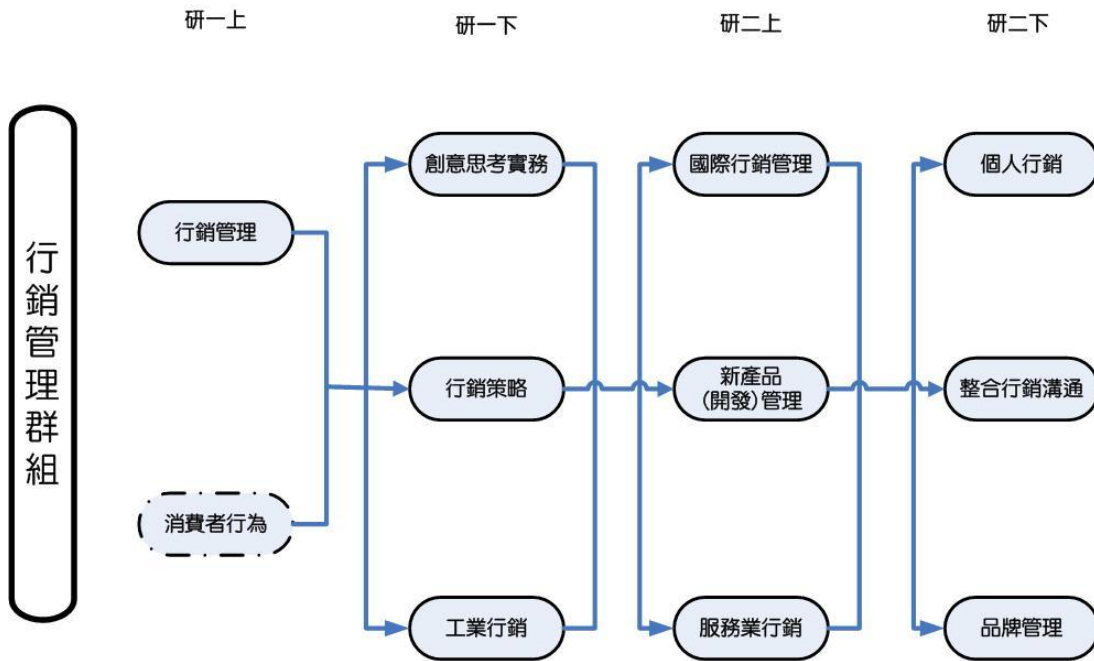 研一上
研一下
研二上
研二下
行銷管理群組
行銷管理
消費者行為
創意思考實務
行銷策略
工業行銷
國際行銷管理
新產品
(開發)管理
服務業行銷
個人行銷
整合行銷溝通
品牌管理